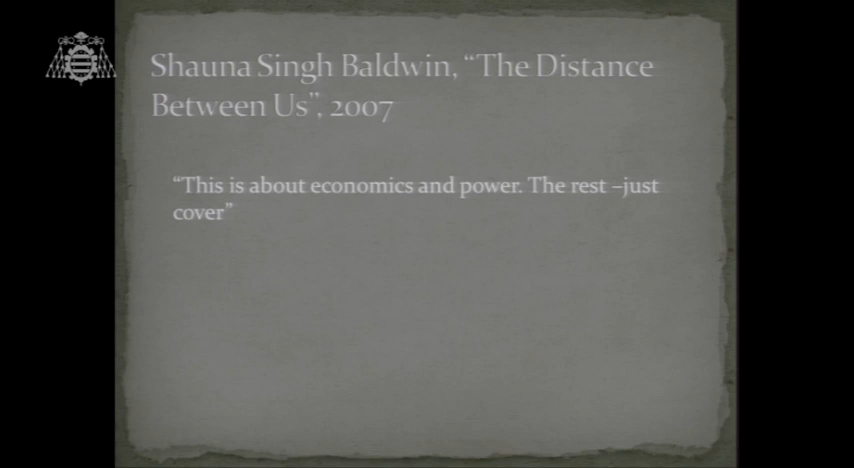 Shauna Singh Baldwin, “The Distance
Between Us”, 2007
“This is about economics and power. The rest –just
cover”